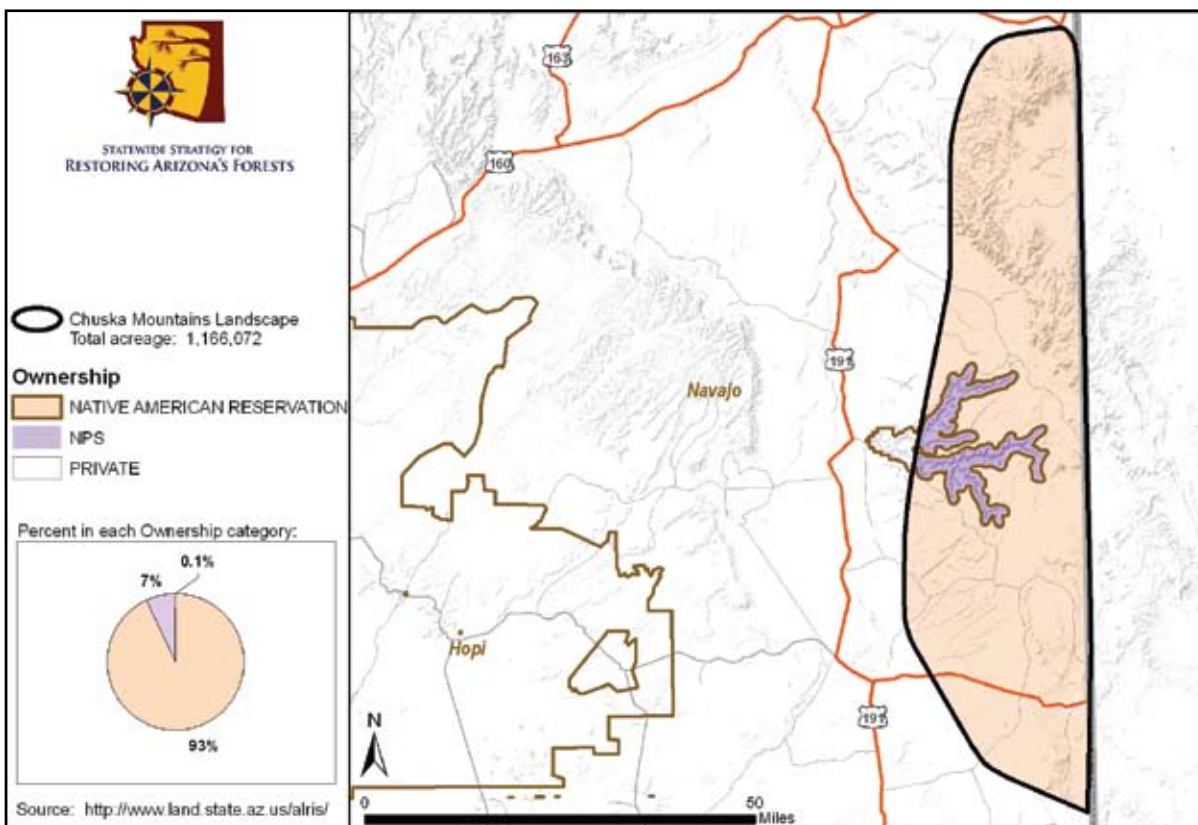 STATEWIDE STRATEGY FOR
RESTORING ARIZONA'S FORESTS
Chuska Mountains Landscape
Total acreage: 1,166,072
Ownership
NATIVE AMERICAN RESERVATION
NPS
PRIVATE
Percent in each Ownership category:
0.1%
7%
93%
Source: http://www.land.state.az.us/alris/
163
160
191
Navajo
Hopi
191
N
0
50
Miles